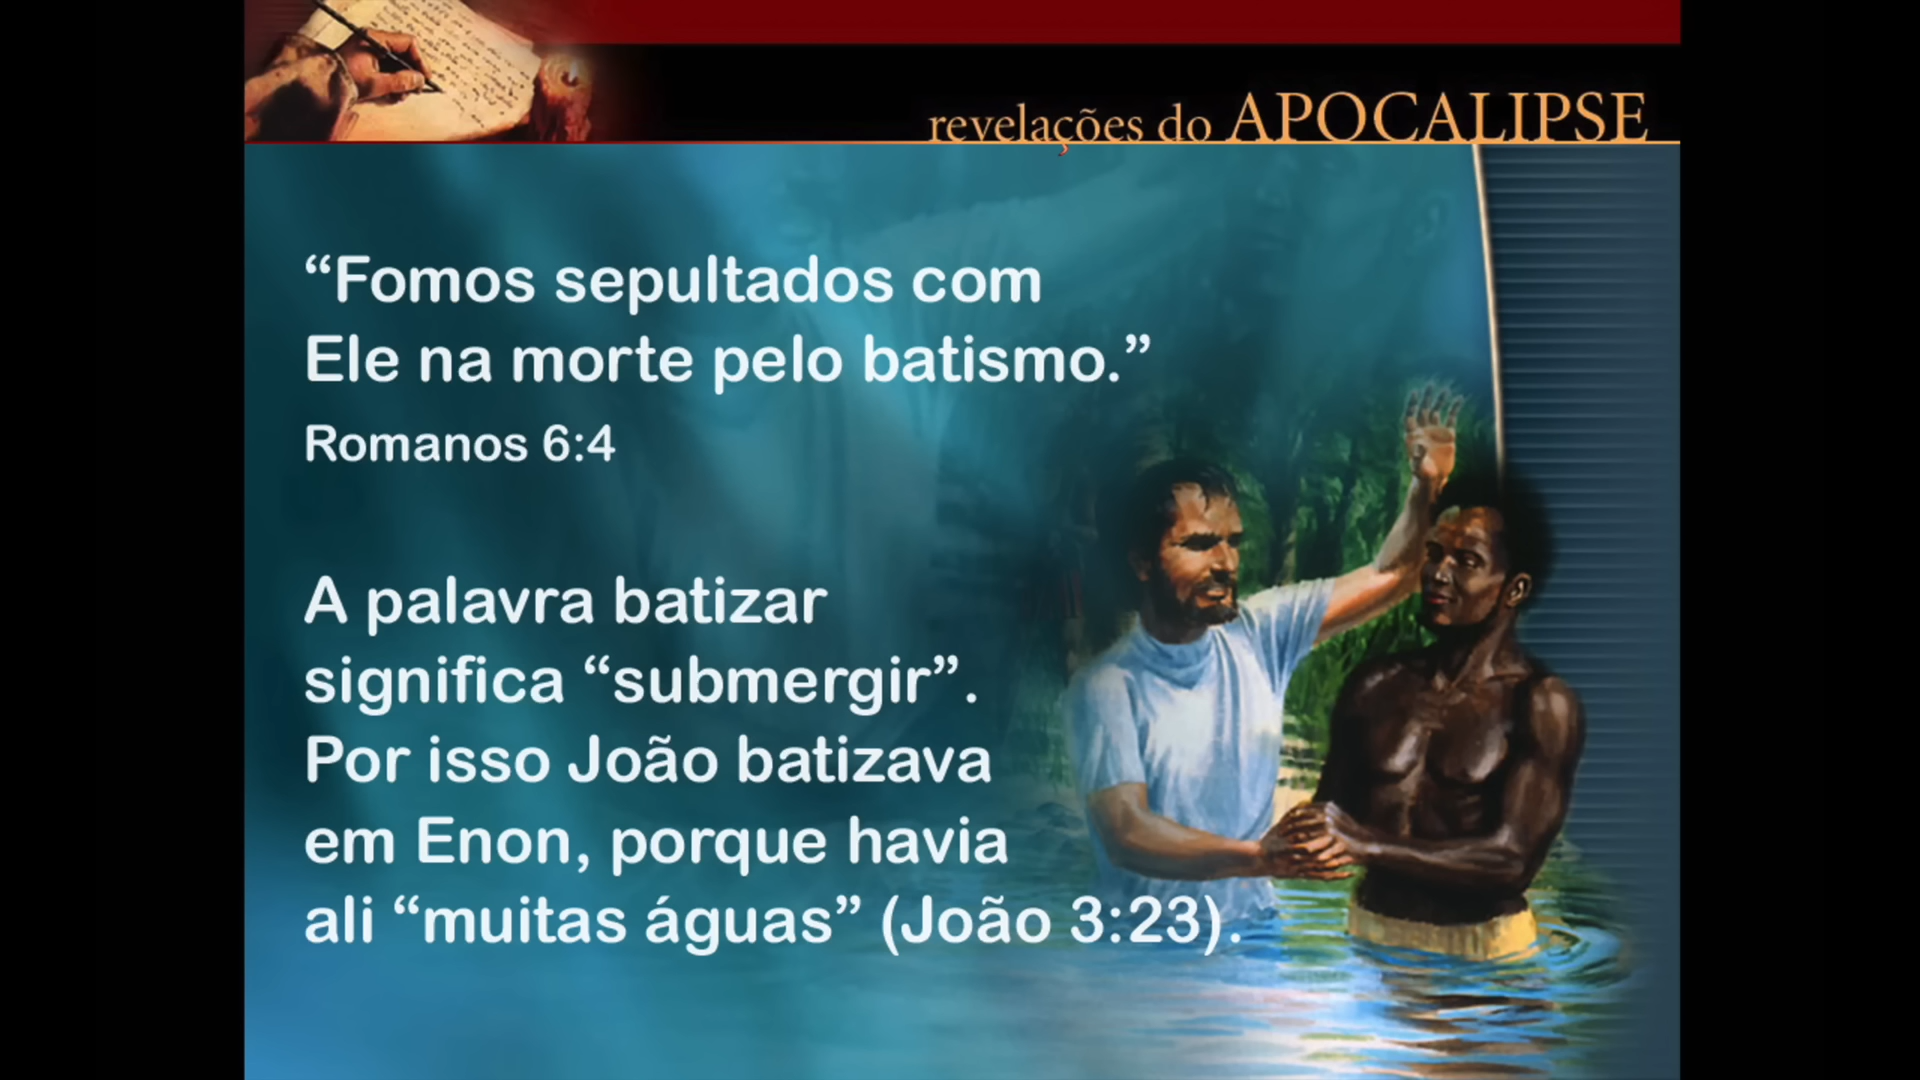 revelações do APOCALIPSE
“Fomos sepultados com
Ele na morte pelo batismo.”
Romanos 6:4
A palavra batizar
significa “submergir”.
Por isso João batizava
em Enon, porque havia
ali “muitas águas” (João 3:23).